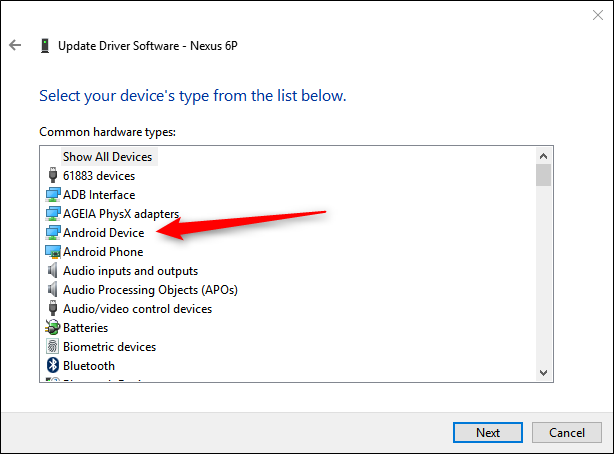 Update Driver Software - Nexus 6P
Select your device's type from the list below.
Common hardware types:
Show All Devices
61883 devices
ADB Interface
AGEIA PhysX adapters
Android Device
Android Phone
Audio inputs and outputs
Audio Processing Objects (APOs)
Audio/video control devices
Batteries
Biometric devices
Bluetooth
Next
Cancel